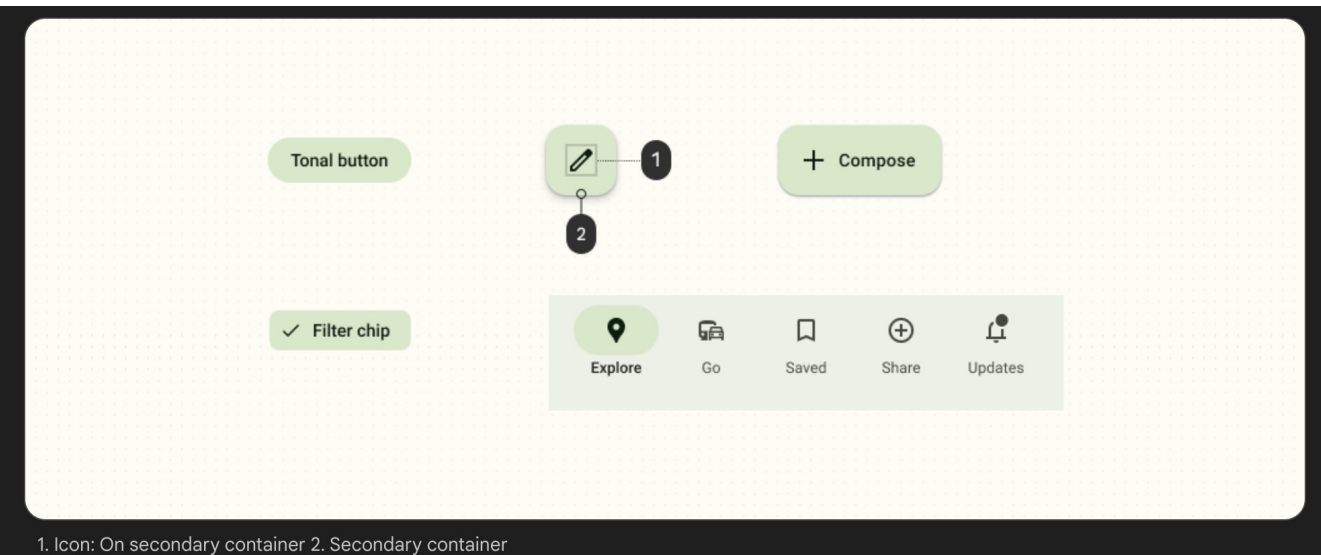 Tonal button
1
Compose
2
Filter chip
Explore
Go
Saved
Share
Updates
1. Icon: On secondary container 2. Secondary container